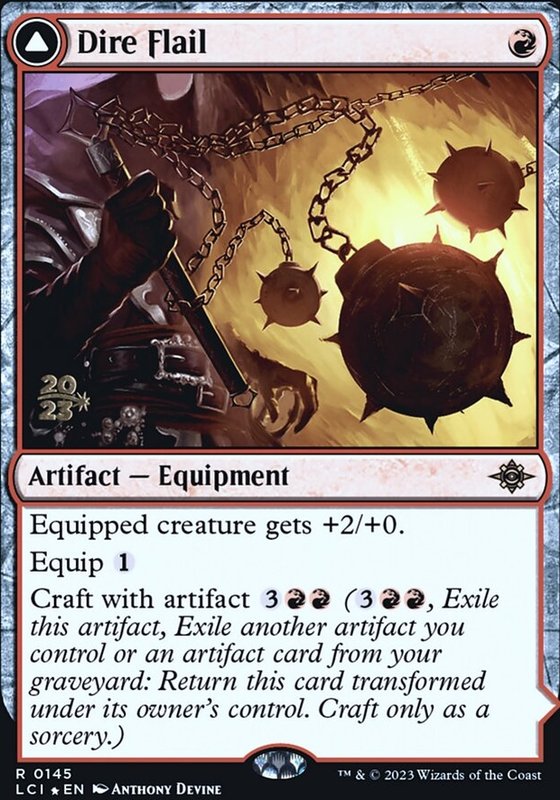 Dire Flail
20
23
Artifact — Equipment
Equipped creature gets +2/+0.
Equip 1
Craft with artifact 3 (3, Exile
this artifact, Exile another artifact you
control or an artifact card from your
graveyard: Return this card transformed
under its owner's control. Craft only as a
sorcery.)
R 0145
LCI ★ EN Anthony Devine
™ & © 2023 Wizards of the Coast